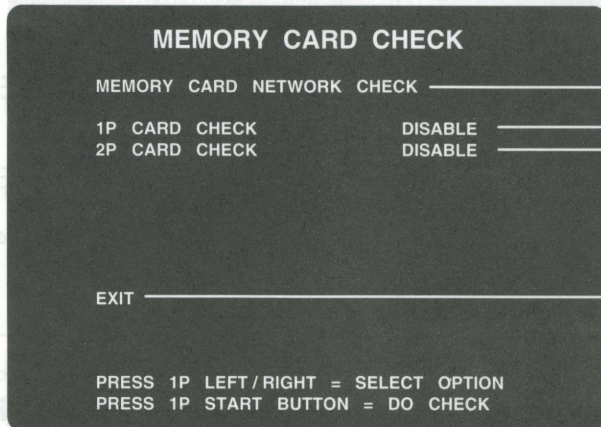 MEMORY CARD CHECK
MEMORY CARD NETWORK CHECK
1P CARD CHECK DISABLE
2P CARD CHECK DISABLE
EXIT
PRESS 1P LEFT / RIGHT = SELECT OPTION
PRESS 1P START BUTTON = DO CHECK